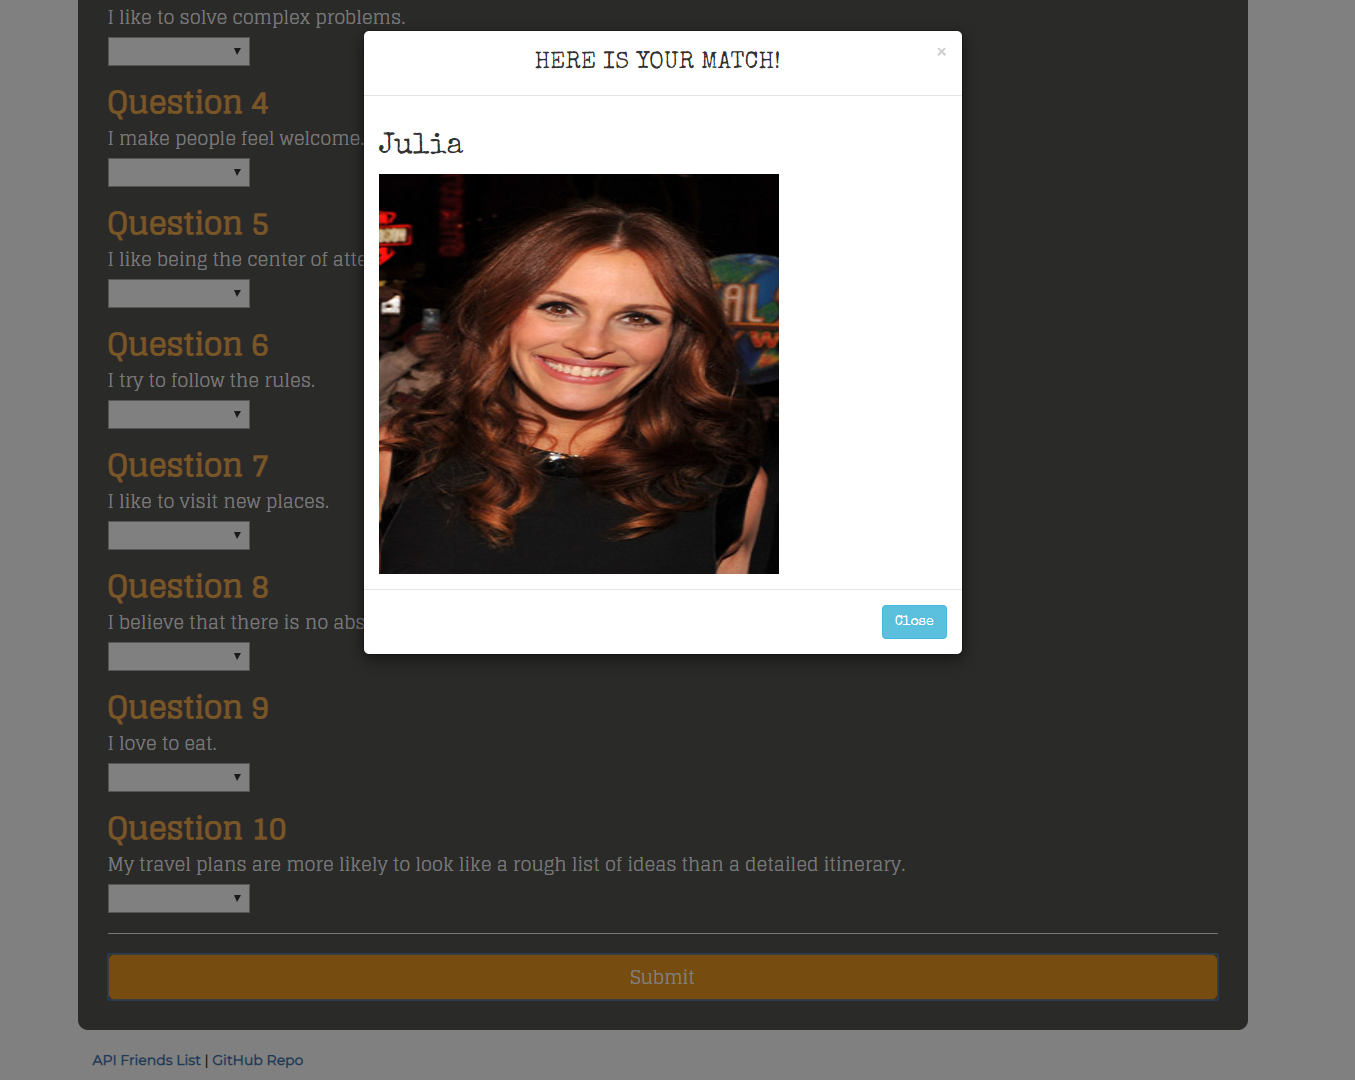 I like to solve complex problems.
HERE IS YOUR MATCH!
×
Question 4
I make people feel welcome.
Julia
Question 5
I like being the center of atte
AL
YW
Question 6
I try to follow the rules.
Question 7
I like to visit new places.
Question 8
I believe that there is no abs
Close
Question 9
I love to eat.
Question 10
My travel plans are more likely to look like a rough list of ideas than a detailed itinerary.
Submit
API Friends List | GitHub Repo